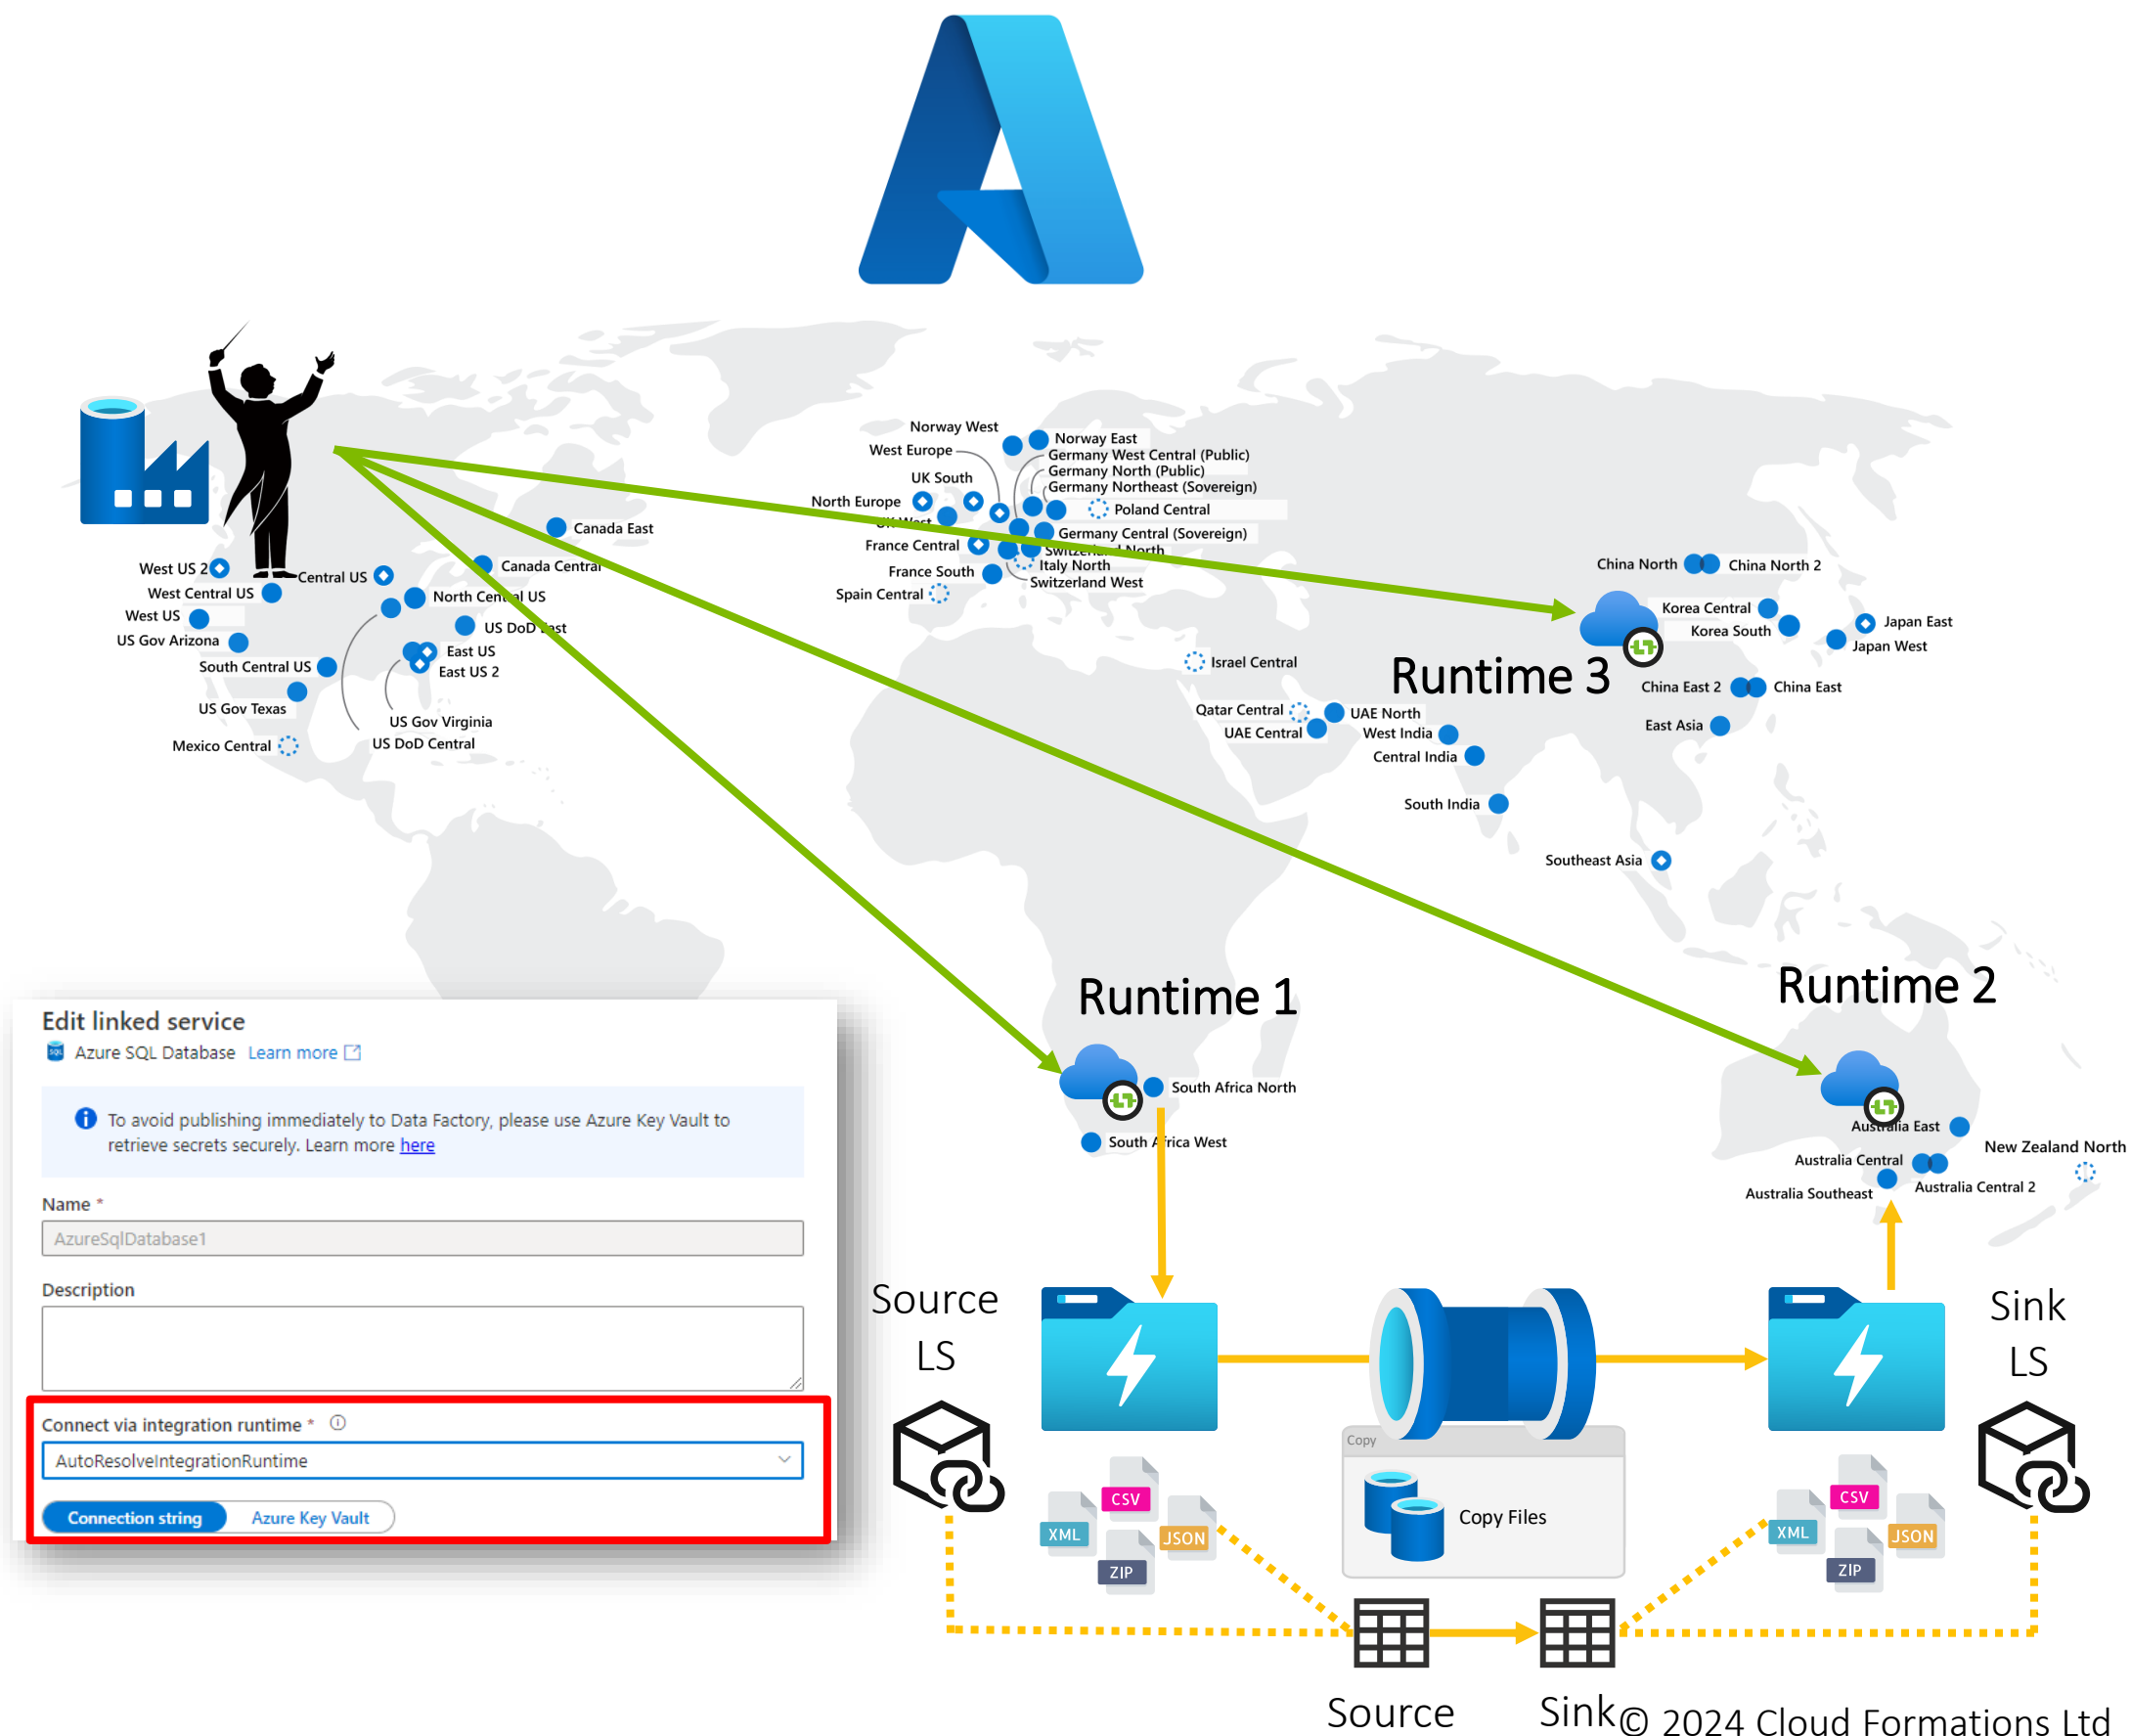 Norway West
Norway East
West Europe
Germany West Central (Public)
Germany North (Public)
UK South
Germany Northeast (Sovereign)
North Europe
Poland Central
UK West
Canada East
Germany Central (Sovereign)
France Central
Switzerland North
Italy North
France South
Switzerland West
Spain Central
West US 2
Central US
Canada Central
West Central US
North Central US
West US
US DoD East
US Gov Arizona
East US
South Central US
East US 2
US Gov Texas
US Gov Virginia
Mexico Central
US DoD Central
China North
China North 2
Korea Central
Japan East
Korea South
Japan West
Israel Central
Runtime 3
China East 2
China East
Qatar Central
UAE North
UAE Central
West India
East Asia
Central India
South India
Southeast Asia
Runtime 1
Runtime 2
South Africa North
South Africa West
Australia East
New Zealand North
Australia Central
Australia Central 2
Australia Southeast
Edit linked service
SQL
Azure SQL Database Learn more
To avoid publishing immediately to Data Factory, please use Azure Key Vault to
retrieve secrets securely. Learn more here
Name *
AzureSqlDatabase1
Description
Connect via integration runtime *
AutoResolveIntegrationRuntime
Connection string
Azure Key Vault
Source
LS
Sink
LS
Copy
Copy Files
CSV
XML
JSON
ZIP
CSV
XML
JSON
ZIP
Source
Sink
© 2024 Cloud Formations Ltd